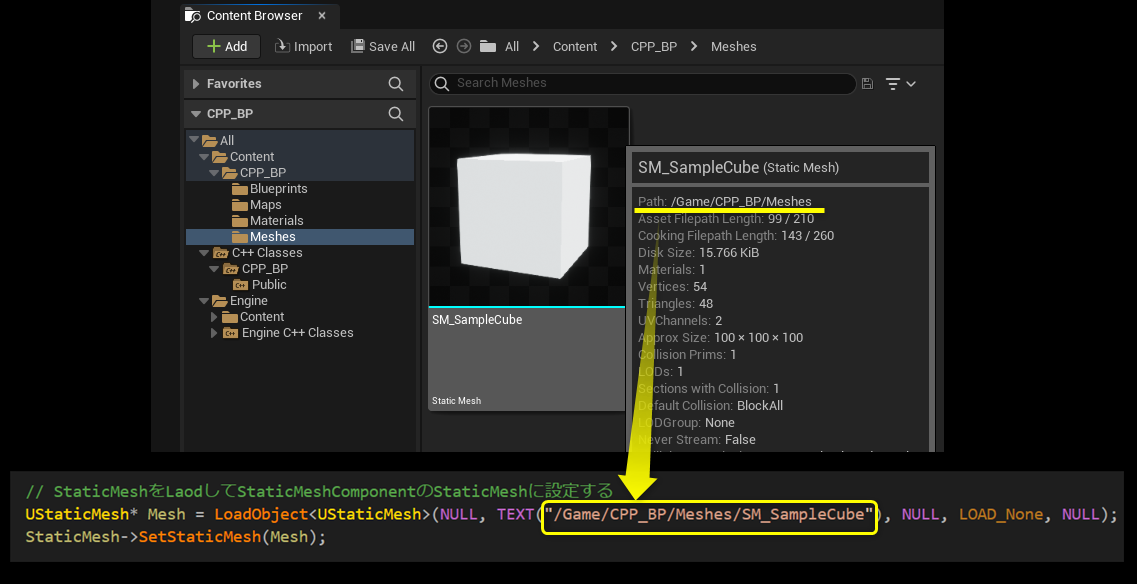 Content Browser
Add Import Save All All Content CPP_BP Meshes
Favorites
Search Meshes
CPP_BP
All
Content
CPP_BP
Blueprints
Maps
Materials
Meshes
C++ Classes
CPP_BP
Public
Engine
Content
Engine C++ Classes
SM_SampleCube
Static Mesh
SM_SampleCube (Static Mesh)
Path: /Game/CPP_BP/Meshes
Asset Filepath Length: 99 / 210
Cooking Filepath Length: 143 / 260
Disk Size: 15.766 KiB
Materials: 1
Vertices: 54
Triangles: 48
UVChannels: 2
Approx Size: 100 × 100 × 100
Collision Prims: 1
LODs: 1
Sections with Collision: 1
Default Collision: BlockAll
LODGroup: None
Never Stream: False
// StaticMeshをLaodしてStaticMeshComponentのStaticMeshに設定する
UStaticMesh* Mesh = LoadObject<UStaticMesh>(NULL, TEXT("/Game/CPP_BP/Meshes/SM_SampleCube"), NULL, LOAD_None, NULL);
StaticMesh->SetStaticMesh(Mesh);